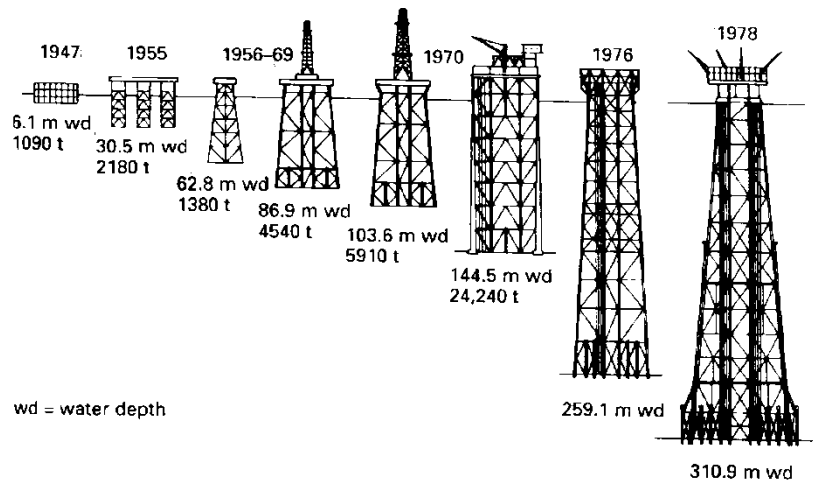 1947:
6.1 m wd
1090 t
1955
30.5 m wd
2180 t
1956–69
62.8 m wd
1380 t
86.9 m wd
4540 t
1970
103.6 m wd
5910 t
144.5 m wd
24,240 t
1976
259.1 m wd
1978
310.9 m wd
wd = water depth